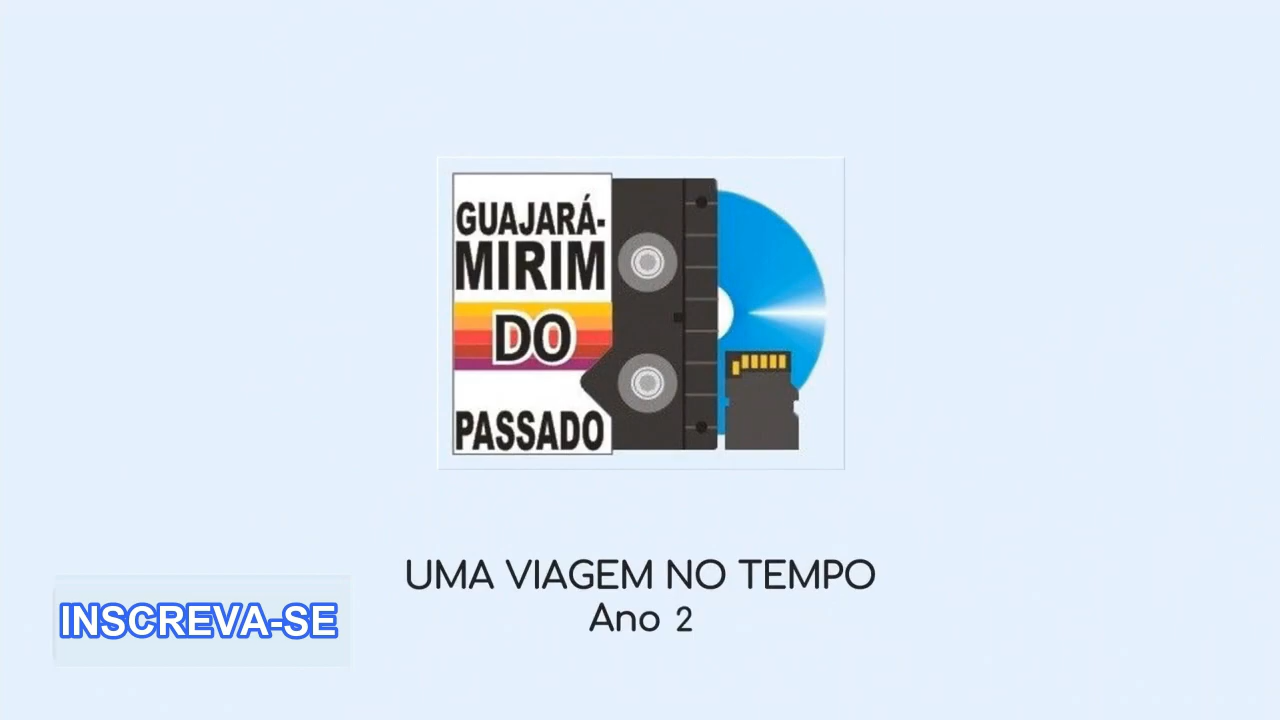 GUAJARÁ-
MIRIM
DO
PASSADO
UMA VIAGEM NO TEMPO
Ano 2
INSCREVA-SE